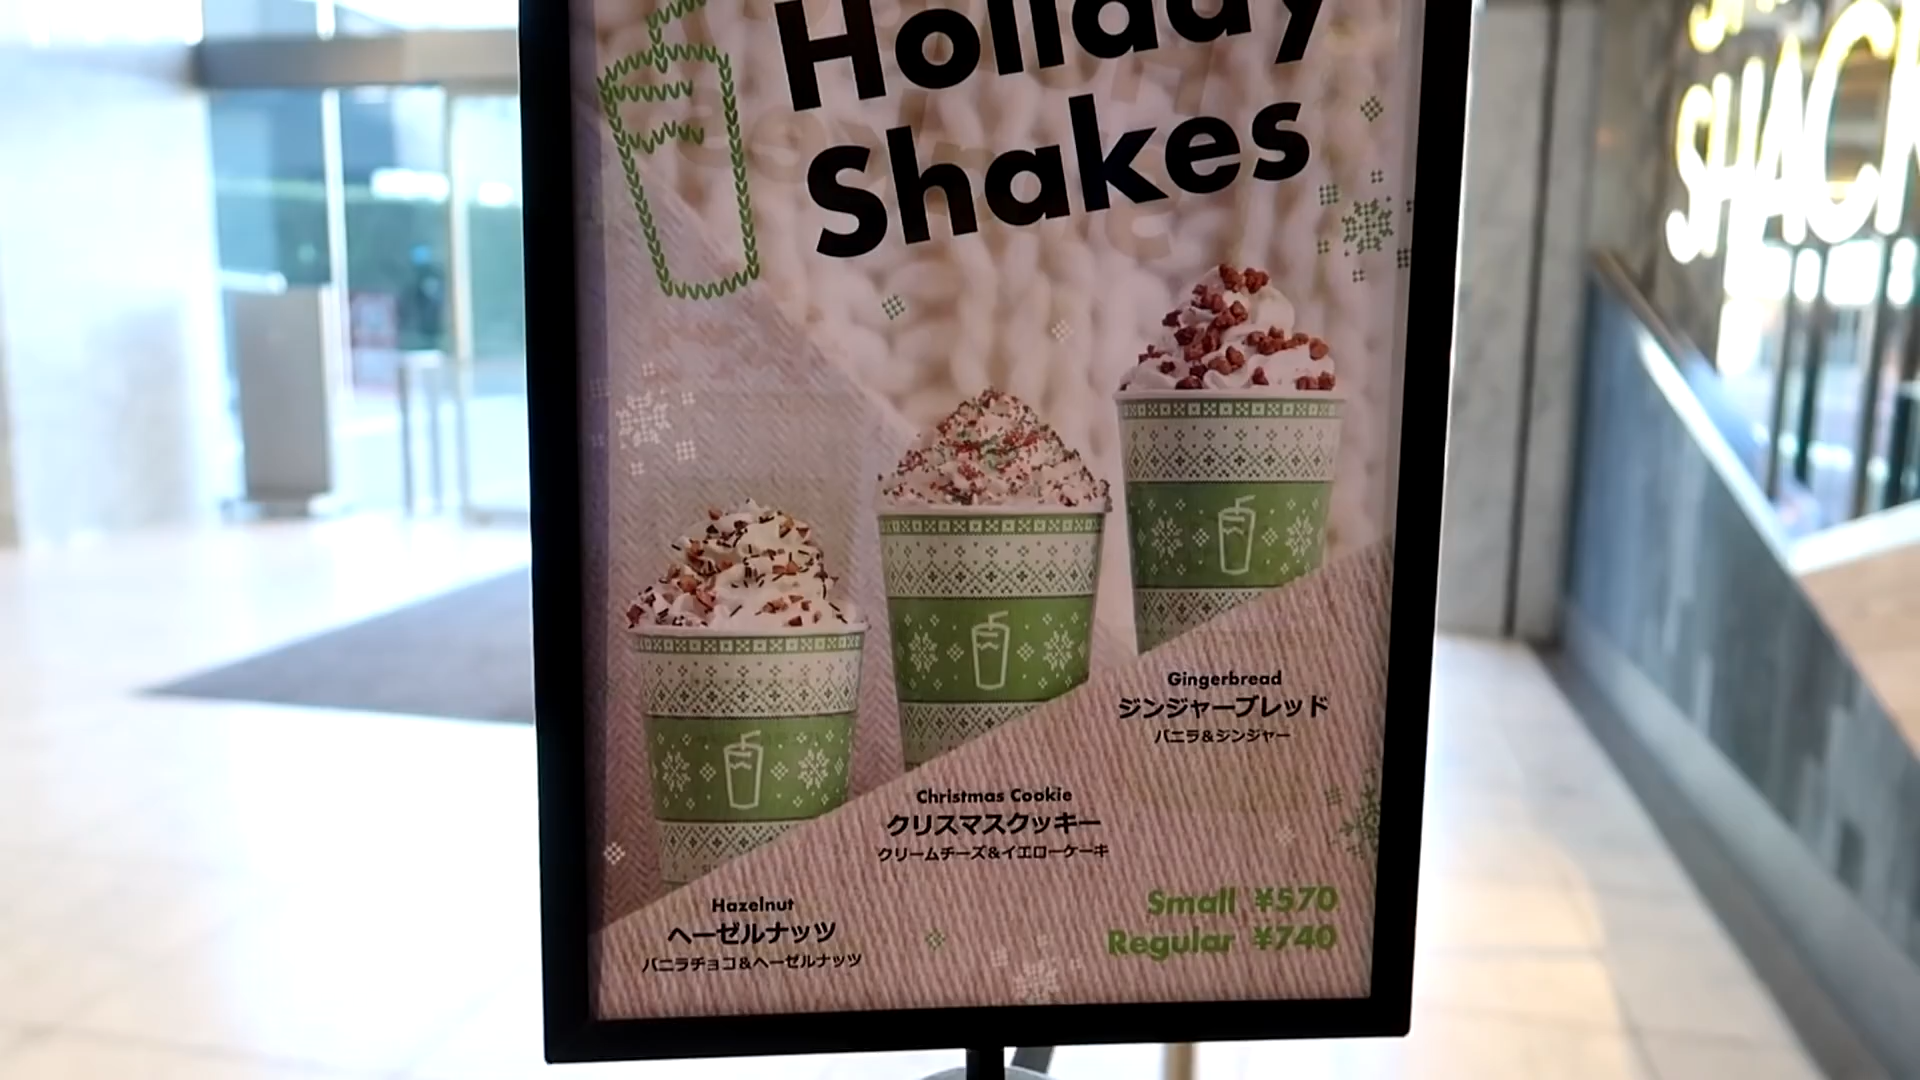 Holiday
Shakes
SHACK
Gingerbread
ジンジャーブレッド
バニラ&ジンジャー
Christmas Cookie
クリスマスクッキー
クリームチーズ&イエローケーキ
Hazelnut
ヘーゼルナッツ
バニラチョコ&ヘーゼルナッツ
Small ¥570
Regular ¥740